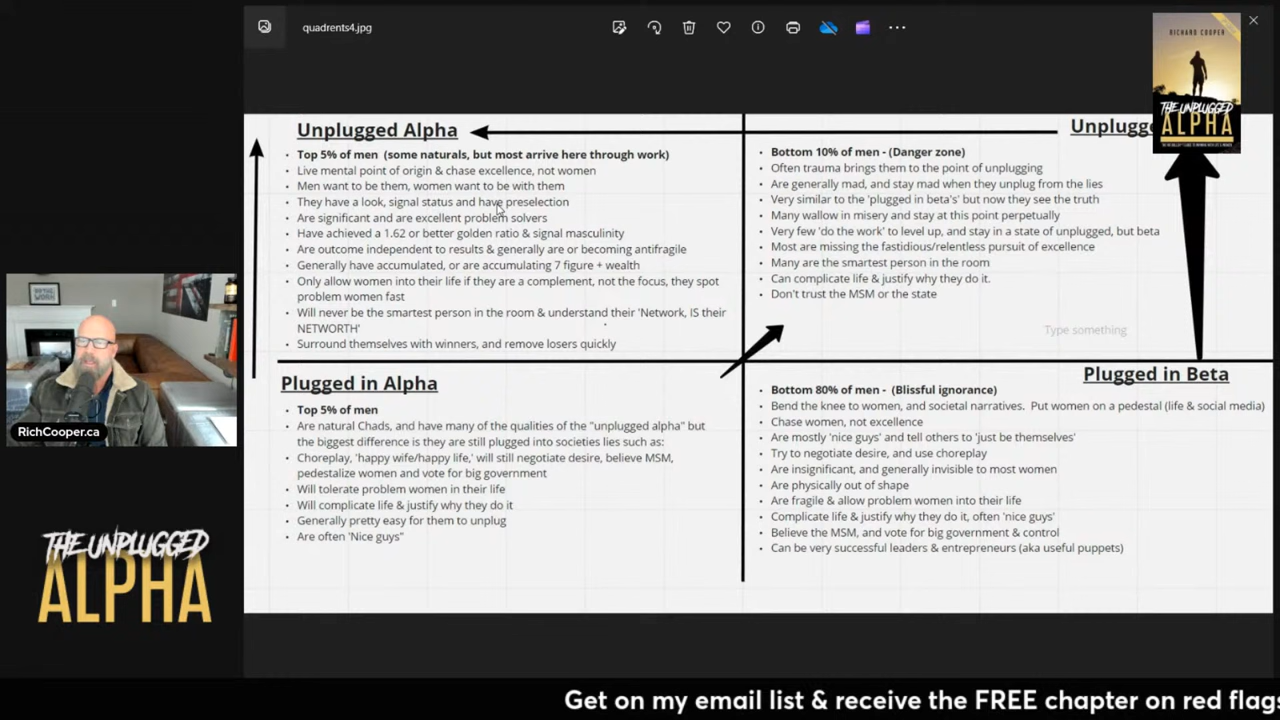 quadrents4.jpg
RICHARD COOPER
THE UNPLUGGED
ALPHA
Unplugged Alpha
Top 5% of men (some naturals, but most arrive here through work)
Live mental point of origin & chase excellence, not women
Men want to be them, women want to be with them
They have a look, signal status and have preselection
Are significant and are excellent problem solvers
Have achieved a 1.62 or better golden ratio & signal masculinity
Are outcome independent to results & generally are or becoming antifragile
Generally have accumulated, or are accumulating 7 figure + wealth
Only allow women into their life if they are a complement, not the focus, they spot
problem women fast
Will never be the smartest person in the room & understand their 'Network, IS their
NETWORTH'
Surround themselves with winners, and remove losers quickly
Unplugg
Bottom 10% of men - (Danger zone)
Often trauma brings them to the point of unplugging
Are generally mad, and stay mad when they unplug from the lies
Very similar to the 'plugged in beta's' but now they see the truth
Many wallow in misery and stay at this point perpetually
Very few 'do the work' to level up, and stay in a state of unplugged, but beta
Most are missing the fastidious/relentless pursuit of excellence
Many are the smartest person in the room
Can complicate life & justify why they do it.
Don't trust the MSM or the state
Type something
Plugged in Alpha
Top 5% of men
Are natural Chads, and have many of the qualities of the "unplugged alpha" but
the biggest difference is they are still plugged into societies lies such as:
Choreplay, 'happy wife/happy life,' will still negotiate desire, believe MSM,
pedestalize women and vote for big government
Will tolerate problem women in their life
Will complicate life & justify why they do it
Generally pretty easy for them to unplug
Are often 'Nice guys"
Plugged in Beta
Bottom 80% of men - (Blissful ignorance)
Bend the knee to women, and societal narratives. Put women on a pedestal (life & social media)
Chase women, not excellence
Are mostly 'nice guys' and tell others to 'just be themselves'
Try to negotiate desire, and use choreplay
Are insignificant, and generally invisible to most women
Are physically out of shape
Are fragile & allow problem women into their life
Complicate life & justify why they do it, often 'nice guys'
Believe the MSM, and vote for big government & control
Can be very successful leaders & entrepreneurs (aka useful puppets)
RichCooper.ca
THE UNPLUGGED
ALPHA
Get on my email list & receive the FREE chapter on red flags